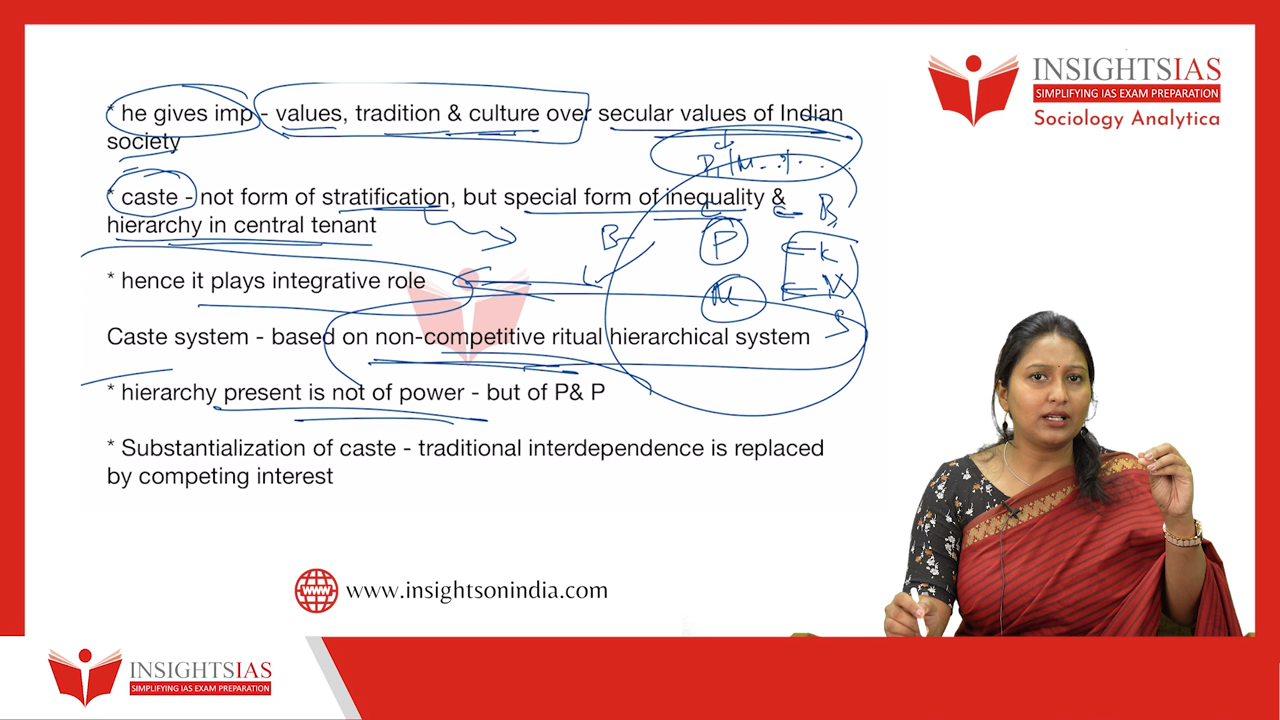 INSIGHTSIAS
SIMPLIFYING IAS EXAM PREPARATION
Sociology Analytica
* he gives imp - values, tradition & culture over secular values of Indian
society
* caste - not form of stratification, but special form of inequality &
hierarchy in central tenant
* hence it plays integrative role
Caste system - based on non-competitive ritual hierarchical system
* hierarchy present is not of power - but of P& P
* Substantialization of caste - traditional interdependence is replaced
by competing interest
B
P
K
M
S
www
www.insightsonindia.com
INSIGHTSIAS
SIMPLIFYING IAS EXAM PREPARATION